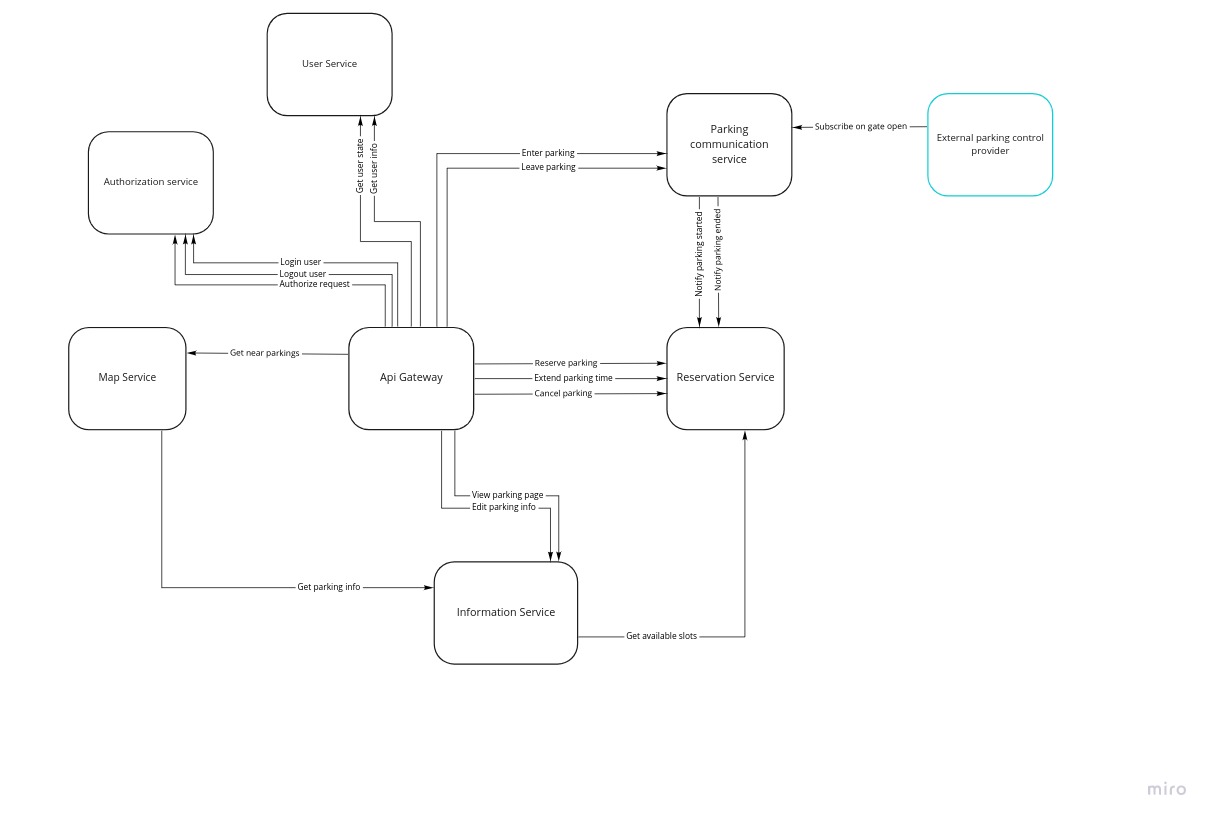 User Service
Parking
communication
service
Subscribe on gate open
External parking control
provider
Enter parking
Leave parking
Get user state
Get user info
Authorization service
Notify parking started
Notify parking ended
Login user
Logout user
Authorize request
Get near parkings
Map Service
Api Gateway
Reserve parking
Extend parking time
Cancel parking
Reservation Service
View parking page
Edit parking info
Get parking info
Information Service
Get available slots
miro